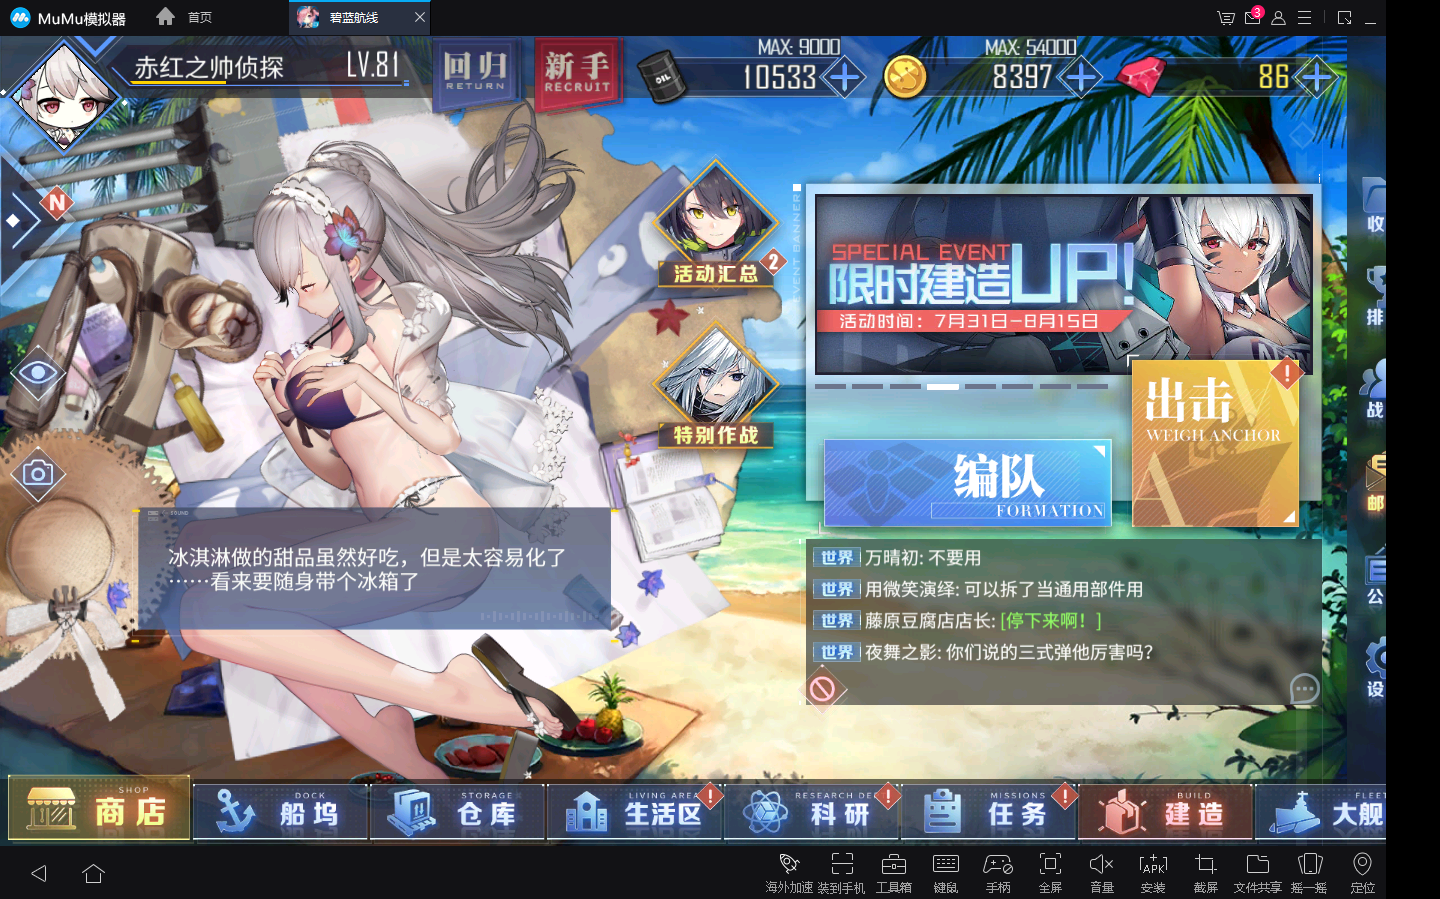 MuMu模拟器
首页
碧蓝航线
3
赤红之帅侦探
LV.81
回归
RETURN
新手
RECRUIT
OIL
MAX: 9000
10533
MAX: 54000
8397
86
N
活动汇总
2
特别作战
EVENT BANNER
SPECIAL EVENT
限时建造UP!
活动时间：7月31日-8月15日
出击
WEIGH ANCHOR
编队
FORMATION
收
排
战
邮
公
设
冰淇淋做的甜品虽然好吃，但是太容易化了
……看来要随身带个冰箱了
世界 万晴初: 不要用
世界 用微笑演绎: 可以拆了当通用部件用
世界 藤原豆腐店店长: [停下来啊！]
世界 夜舞之影: 你们说的三式弹他厉害吗?
SHOP
商店
DOCK
船坞
STORAGE
仓库
LIVING AREA
生活区
RESEARCH DE
科研
MISSIONS
任务
BUILD
建造
FLEET
大舰
海外加速
装到手机
工具箱
键鼠
手柄
全屏
音量
APK
安装
截屏
文件共享
摇一摇
定位